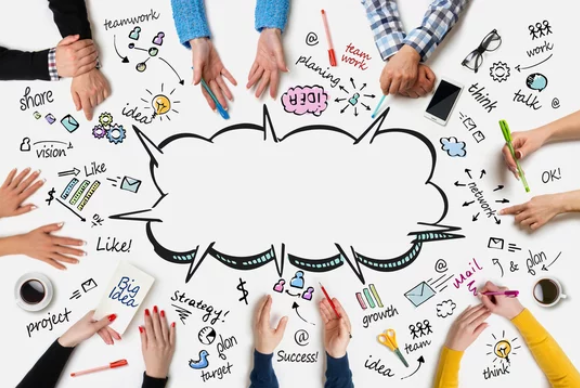 teamwork
share
idea
vision
planing
IDEA
team
work
work
think
talk
@
Like
ok
Like!
$
project
Big
Idea
Strategy!
plan
target
$
@
Success!
growth
idea
team
@
mail
&
plan
think
network
OK!